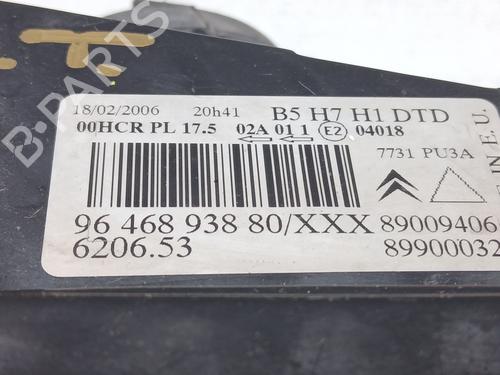 18/02/2006 20h41 B5 H7 H1 DTD
00HCR PL 17.5 02A 01 1 E2 04018
7731 PU3A
96 468 938 80/XXX 89009406
6206.53 89900032
IN E.U.